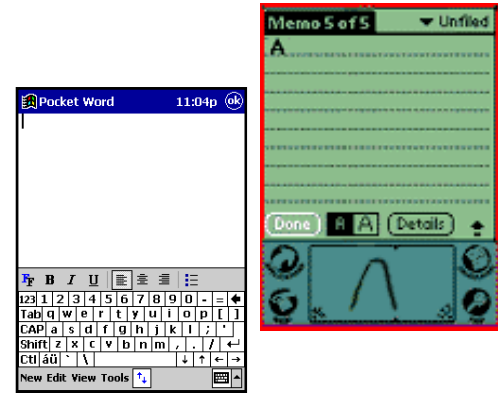 Memo 5 of 5 Unfiled
A
Done A A Details
Pocket Word 11:04p ok
B I U
123 1 2 3 4 5 6 7 8 9 0 - =
Tab q w e r t y u i o p [ ]
CAP a s d f g h j k l ; '
Shift z x c v b n m , . /
Ctl áü ` \
New Edit View Tools